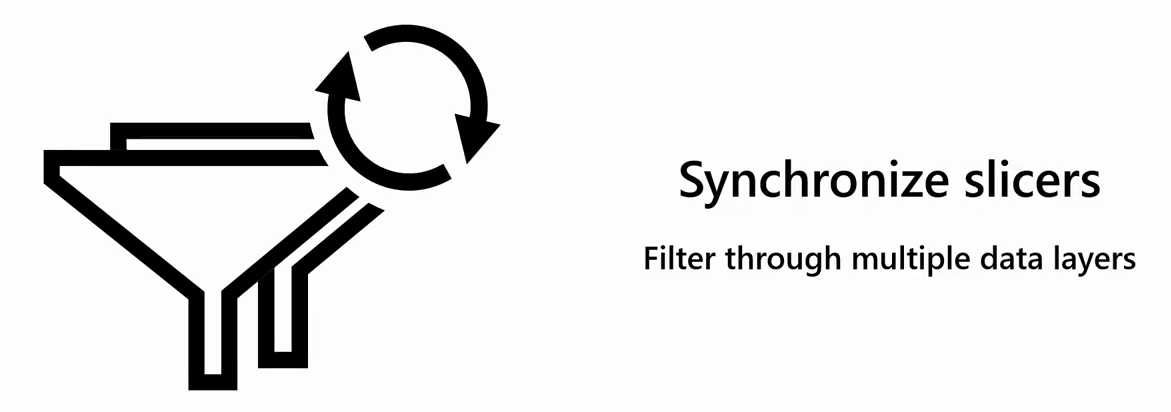 Synchronize slicers
Filter through multiple data layers